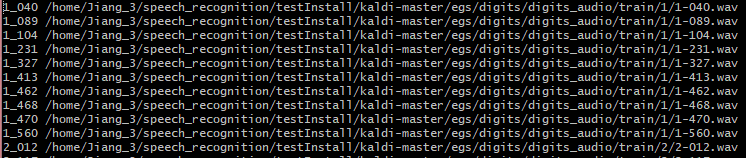 1_040 /home/Jiang_3/speech_recognition/testInstall/kaldi-master/egs/digits/digits_audio/train/1/1-040.wav
1_089 /home/Jiang_3/speech_recognition/testInstall/kaldi-master/egs/digits/digits_audio/train/1/1-089.wav
1_104 /home/Jiang_3/speech_recognition/testInstall/kaldi-master/egs/digits/digits_audio/train/1/1-104.wav
1_231 /home/Jiang_3/speech_recognition/testInstall/kaldi-master/egs/digits/digits_audio/train/1/1-231.wav
1_327 /home/Jiang_3/speech_recognition/testInstall/kaldi-master/egs/digits/digits_audio/train/1/1-327.wav
1_413 /home/Jiang_3/speech_recognition/testInstall/kaldi-master/egs/digits/digits_audio/train/1/1-413.wav
1_462 /home/Jiang_3/speech_recognition/testInstall/kaldi-master/egs/digits/digits_audio/train/1/1-462.wav
1_468 /home/Jiang_3/speech_recognition/testInstall/kaldi-master/egs/digits/digits_audio/train/1/1-468.wav
1_470 /home/Jiang_3/speech_recognition/testInstall/kaldi-master/egs/digits/digits_audio/train/1/1-470.wav
1_560 /home/Jiang_3/speech_recognition/testInstall/kaldi-master/egs/digits/digits_audio/train/1/1-560.wav
2_012 /home/Jiang_3/speech_recognition/testInstall/kaldi-master/egs/digits/digits_audio/train/2/2-012.wav